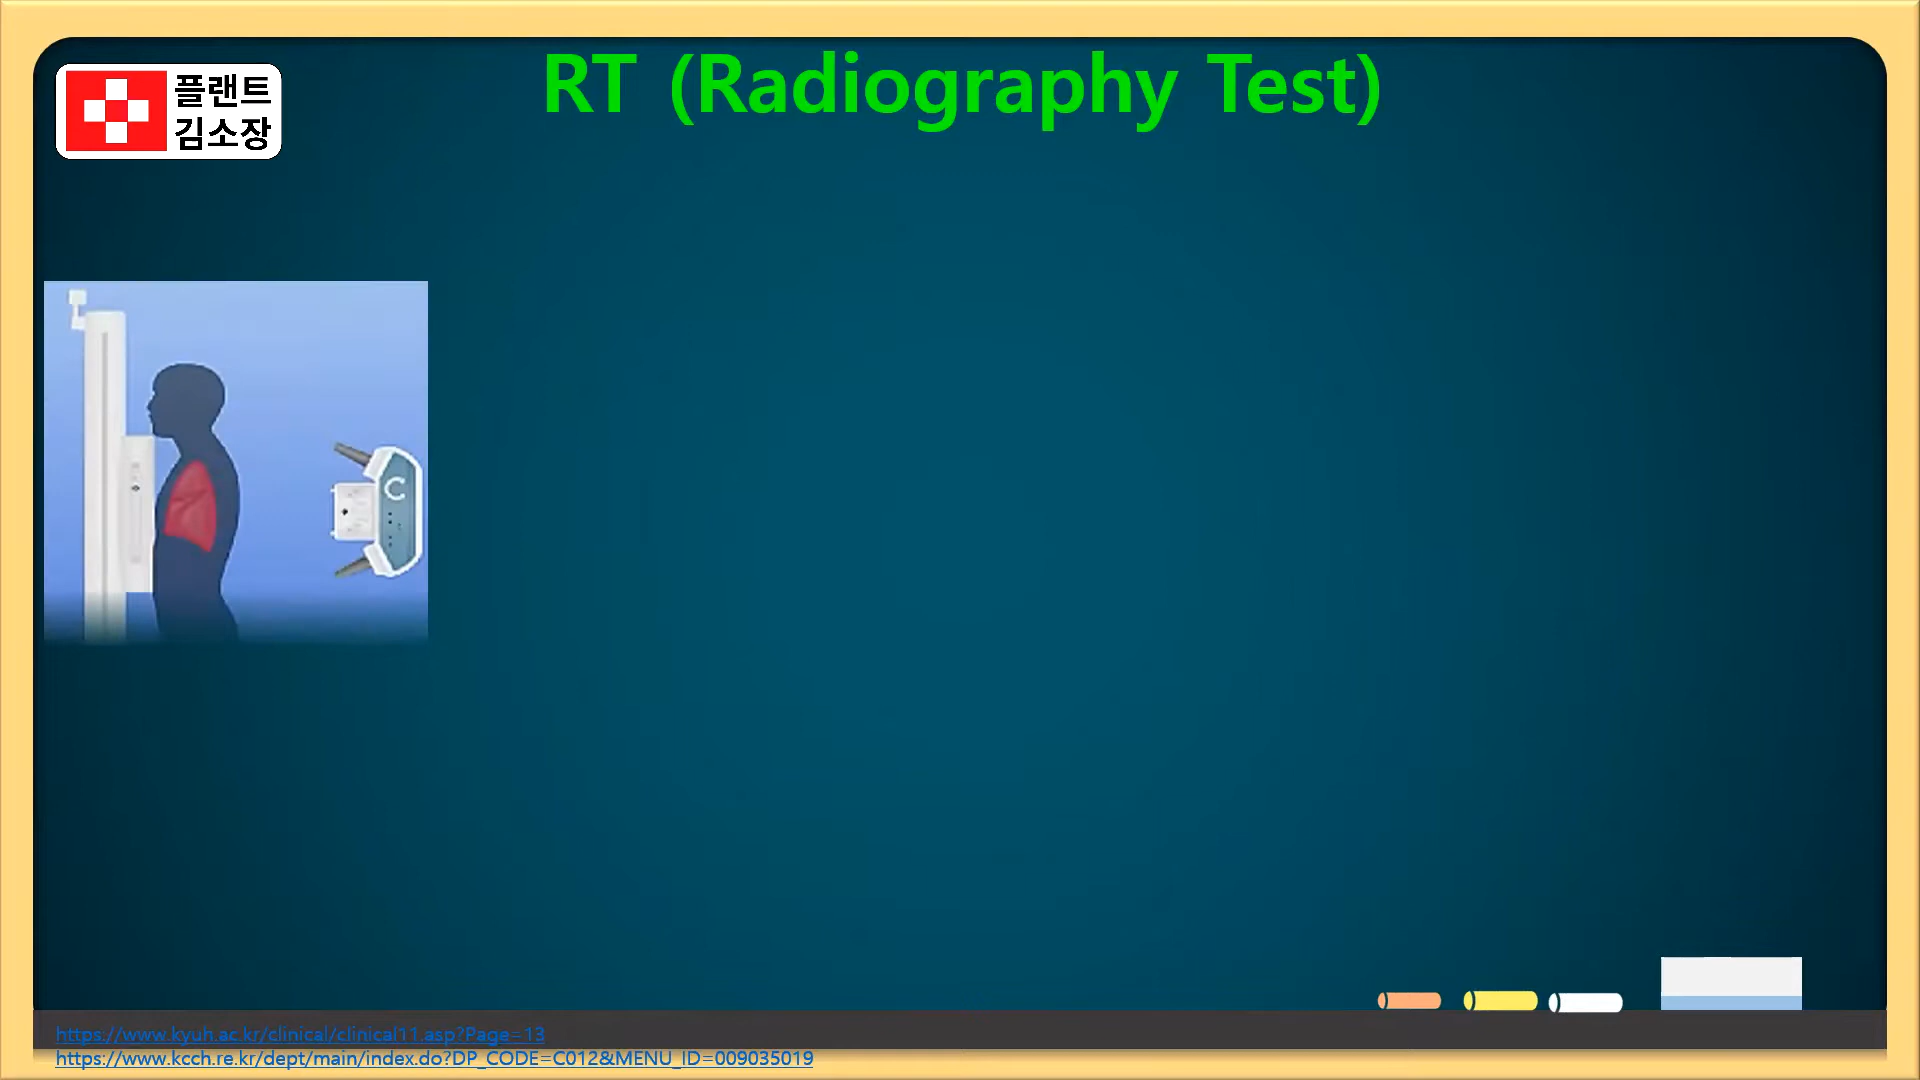 RT (Radiography Test)
플랜트
김소장
C
https://www.kyuh.ac.kr/clinical/clinical11.asp?Page=13
https://www.kcch.re.kr/dept/main/index.do?DP_CODE=C012&MENU_ID=009035019